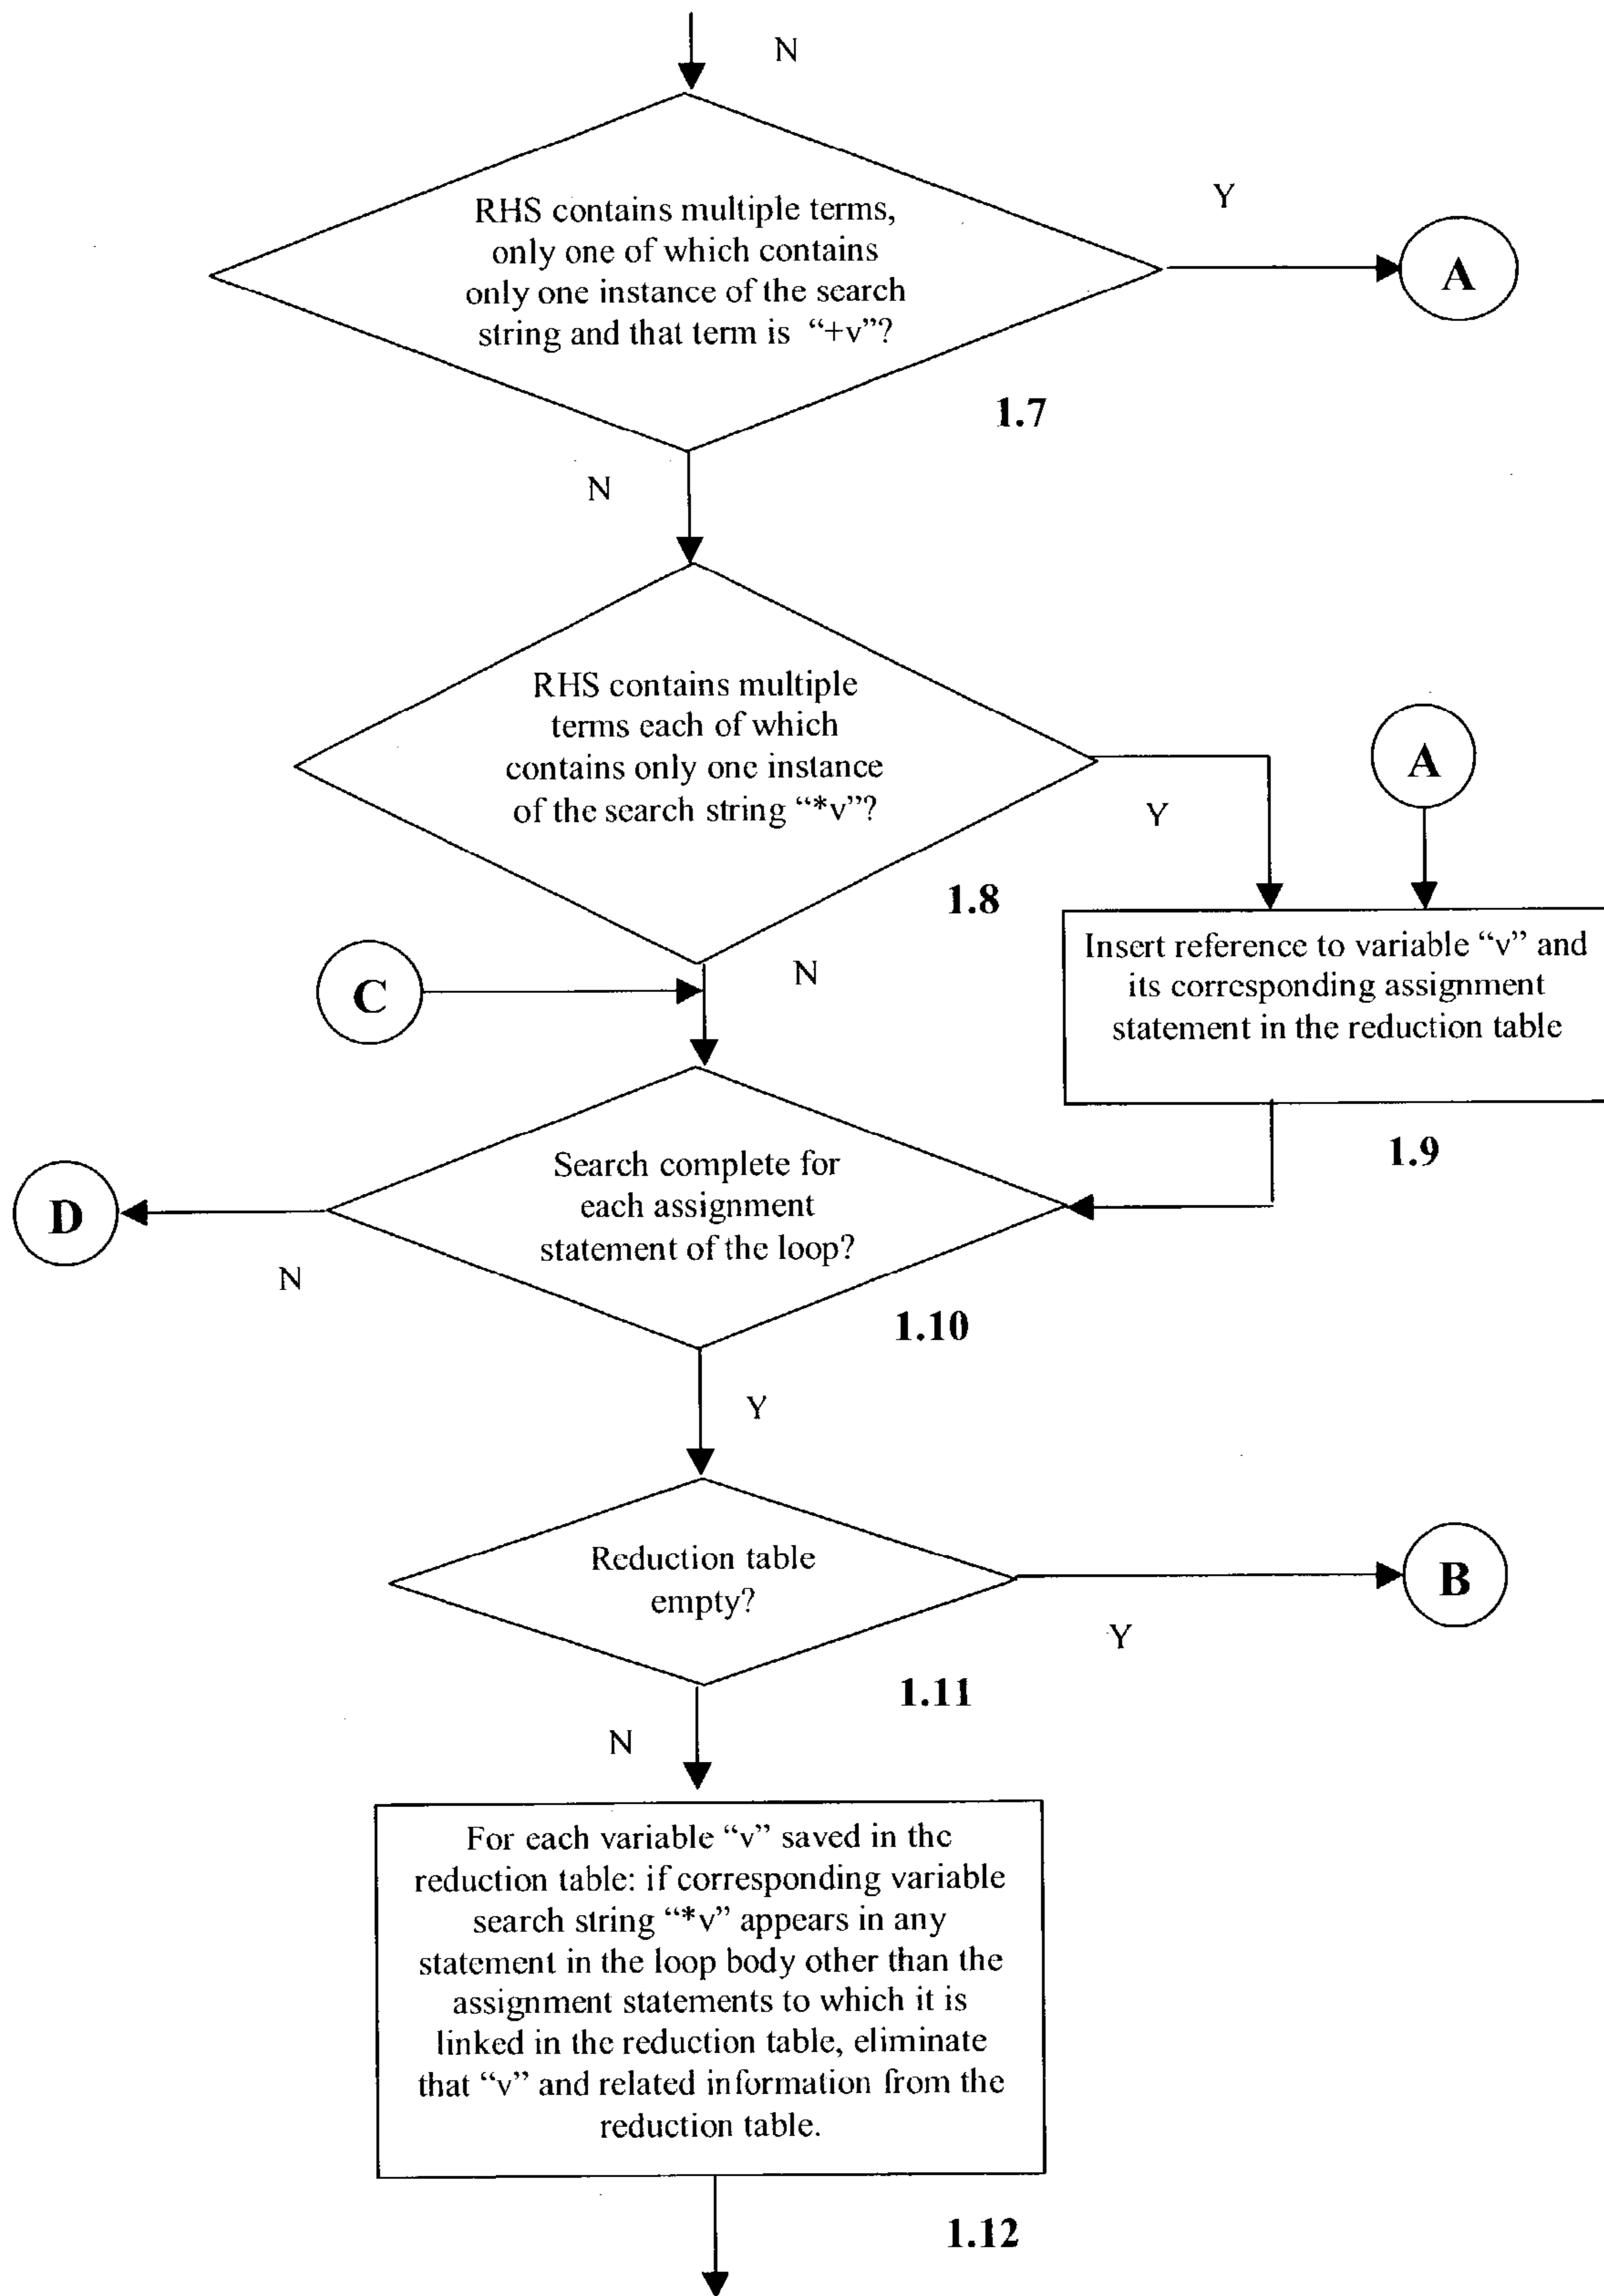 N
RHS contains multiple terms,
only one of which contains
only one instance of the search
string and that term is "+v"?
Y
A
1.7
N
RHS contains multiple
terms each of which
contains only one instance
of the search string "*v"?
Y
A
1.8
N
C
Insert reference to variable "v" and
its corresponding assignment
statement in the reduction table
1.9
Search complete for
each assignment
statement of the loop?
D
N
1.10
Y
Reduction table
empty?
B
Y
1.11
N
For each variable "v" saved in the
reduction table: if corresponding variable
search string "*v" appears in any
statement in the loop body other than the
assignment statements to which it is
linked in the reduction table, eliminate
that "v" and related information from the
reduction table.
1.12